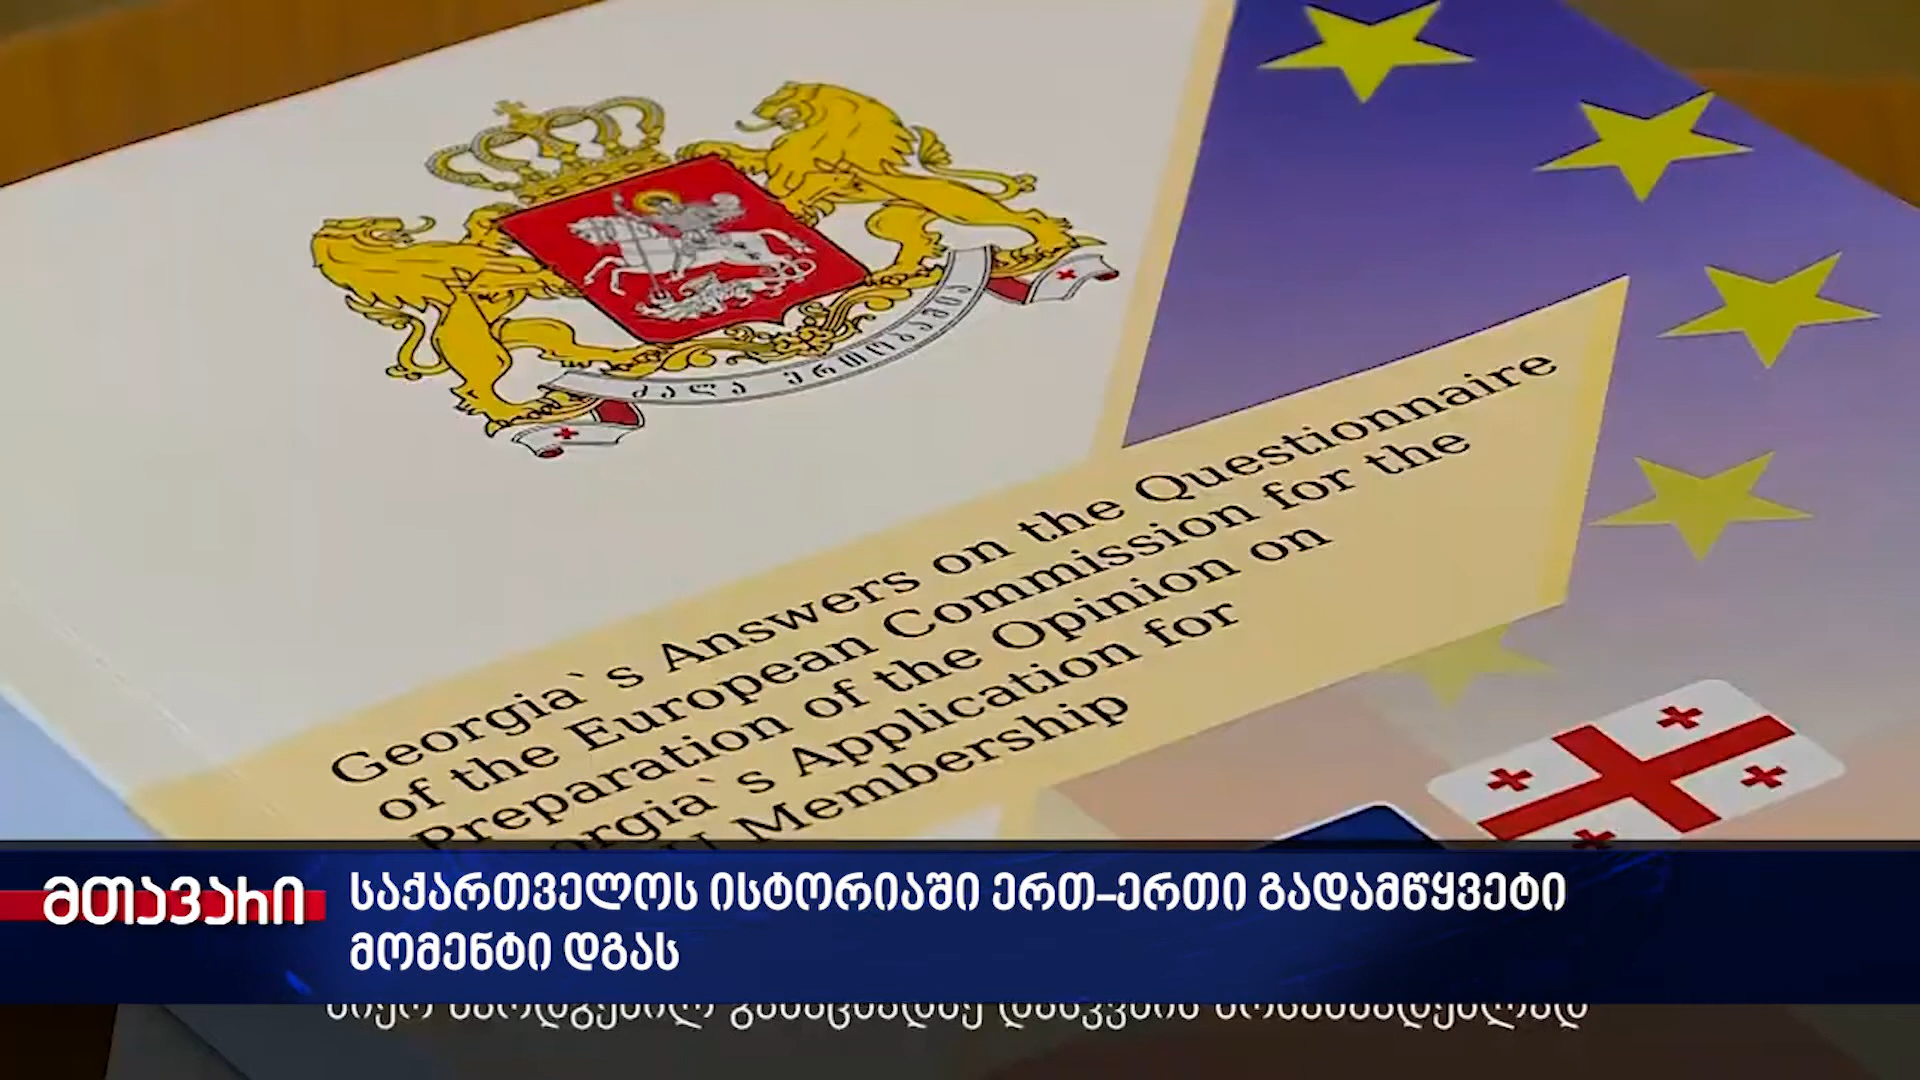 ძალა ერთობაშია
Georgia`s Answers on the Questionnaire
of the European Commission for the
Preparation of the Opinion on
Georgia`s Application for
Membership
მთავარი
საქართველოს ისტორიაში ერთ-ერთი გადამწყვეტი
მომენტი დგას